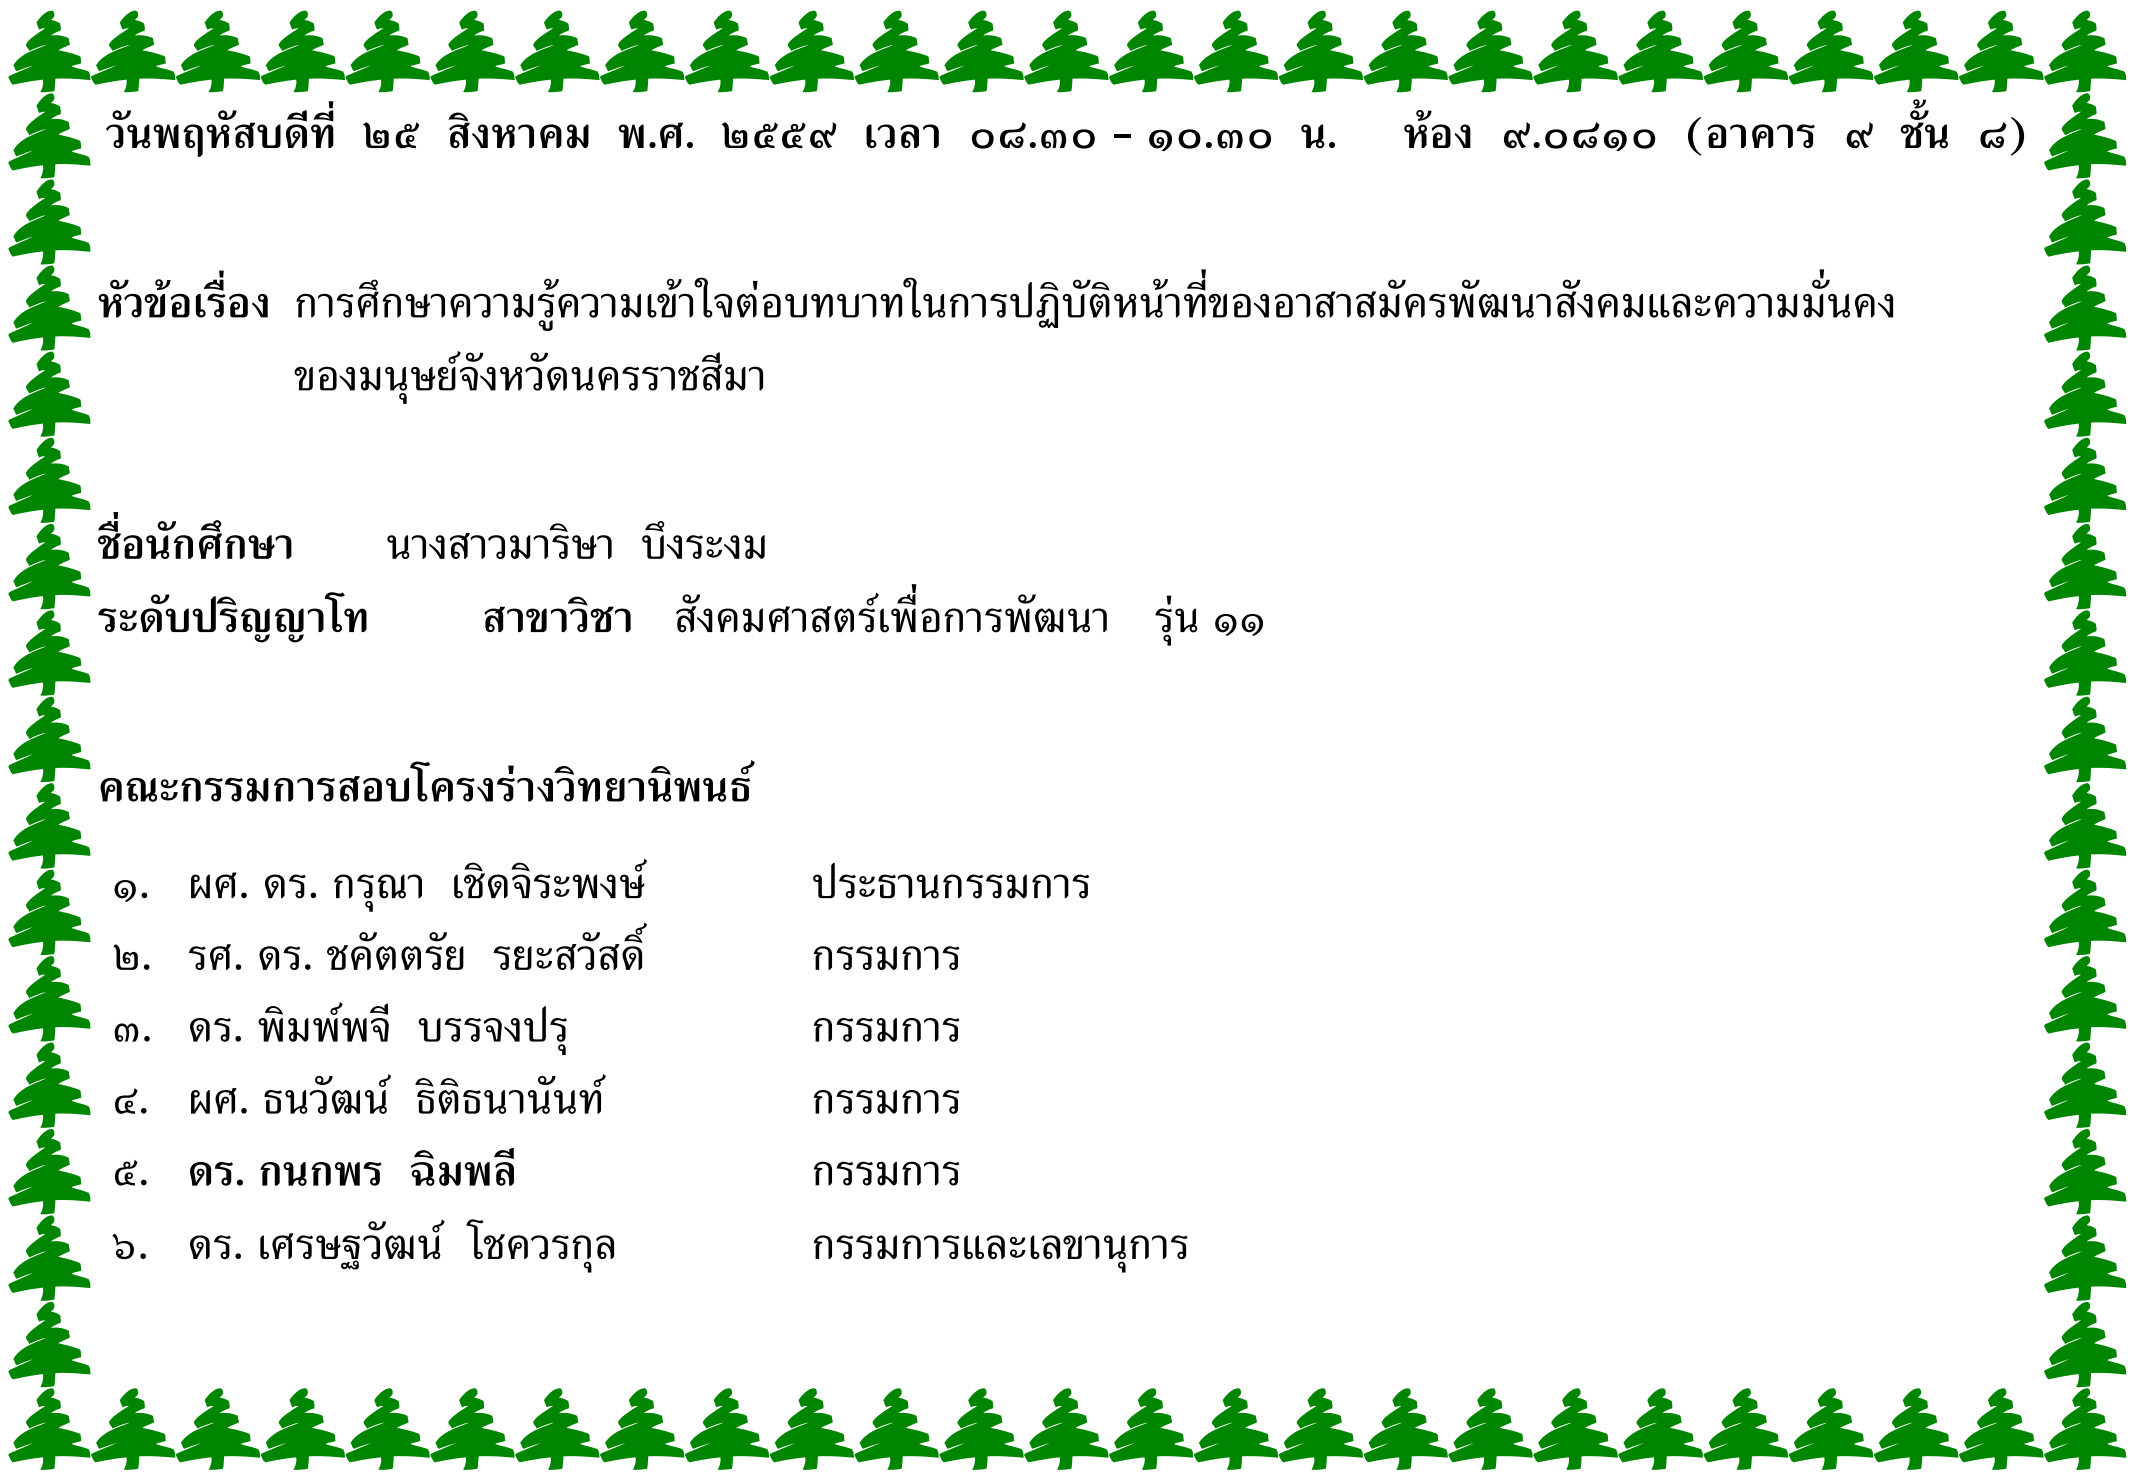 วันพฤหัสบดีที่ ๒๕ สิงหาคม พ.ศ. ๒๕๕๙ เวลา ๐๘.๓๐ – ๑๐.๓๐ น. ห้อง ๙.๐๘๑๐ (อาคาร ๙ ชั้น ๘)
หัวข้อเรื่อง การศึกษาความรู้ความเข้าใจต่อบทบาทในการปฏิบัติหน้าที่ของอาสาสมัครพัฒนาสังคมและความมั่นคง
ของมนุษย์จังหวัดนครราชสีมา
ชื่อนักศึกษา นางสาวมาริษา บึงระงม
ระดับปริญญาโท สาขาวิชา สังคมศาสตร์เพื่อการพัฒนา รุ่น ๑๑
คณะกรรมการสอบโครงร่างวิทยานิพนธ์
๑. ผศ. ดร. กรุณา เชิดจิระพงษ์ ประธานกรรมการ
๒. รศ. ดร. ชคัตตรัย รยะสวัสดิ์ กรรมการ
๓. ดร. พิมพ์พจี บรรจงปรุ กรรมการ
๔. ผศ. ธนวัฒน์ ธิติธนานันท์ กรรมการ
๕. ดร. กนกพร ฉิมพลี กรรมการ
๖. ดร. เศรษฐวัฒน์ โชควรกุล กรรมการและเลขานุการ